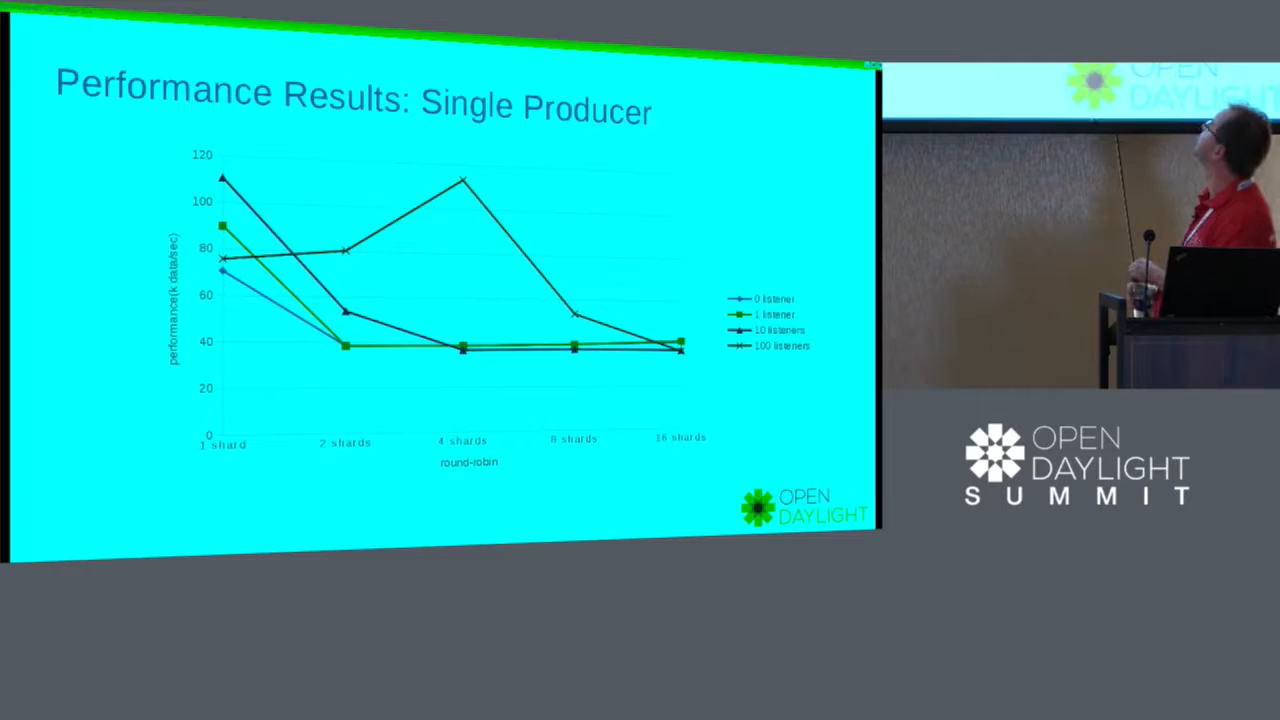 Performance Results: Single Producer
120
100
80
60
40
20
0
performance(k data/sec)
1 shard
2 shards
4 shards
8 shards
16 shards
round-robin
0 listener
1 listener
10 listeners
100 listeners
OPEN
DAYLIGHT
OPEN
DAYLIGHT
OPEN
DAYLIGHT
SUMMIT